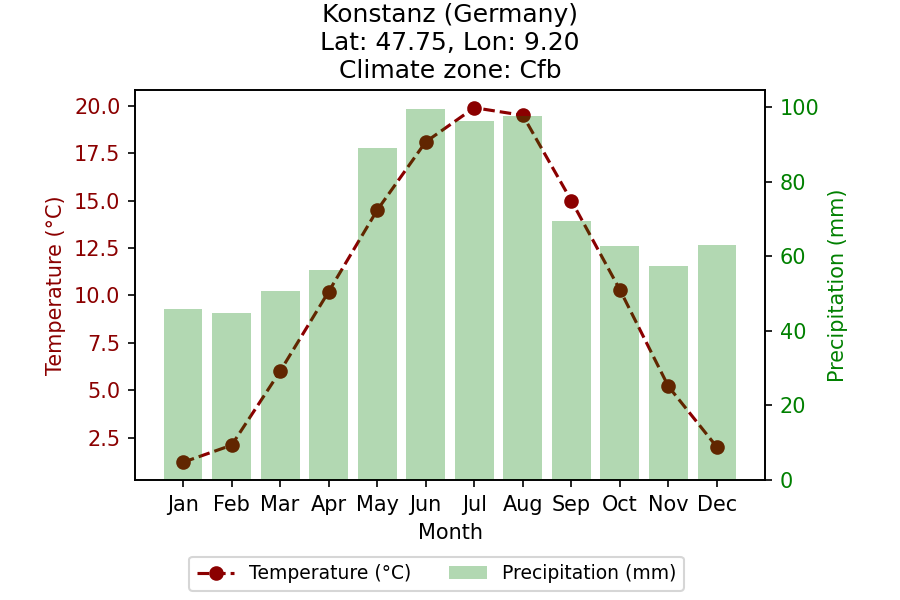 Konstanz (Germany)
Lat: 47.75, Lon: 9.20
Climate zone: Cfb
Temperature (°C)
20.0
17.5
15.0
12.5
10.0
7.5
5.0
2.5
100
80
60
40
20
0
Precipitation (mm)
Jan Feb Mar Apr May Jun Jul Aug Sep Oct Nov Dec
Month
Temperature (°C) Precipitation (mm)